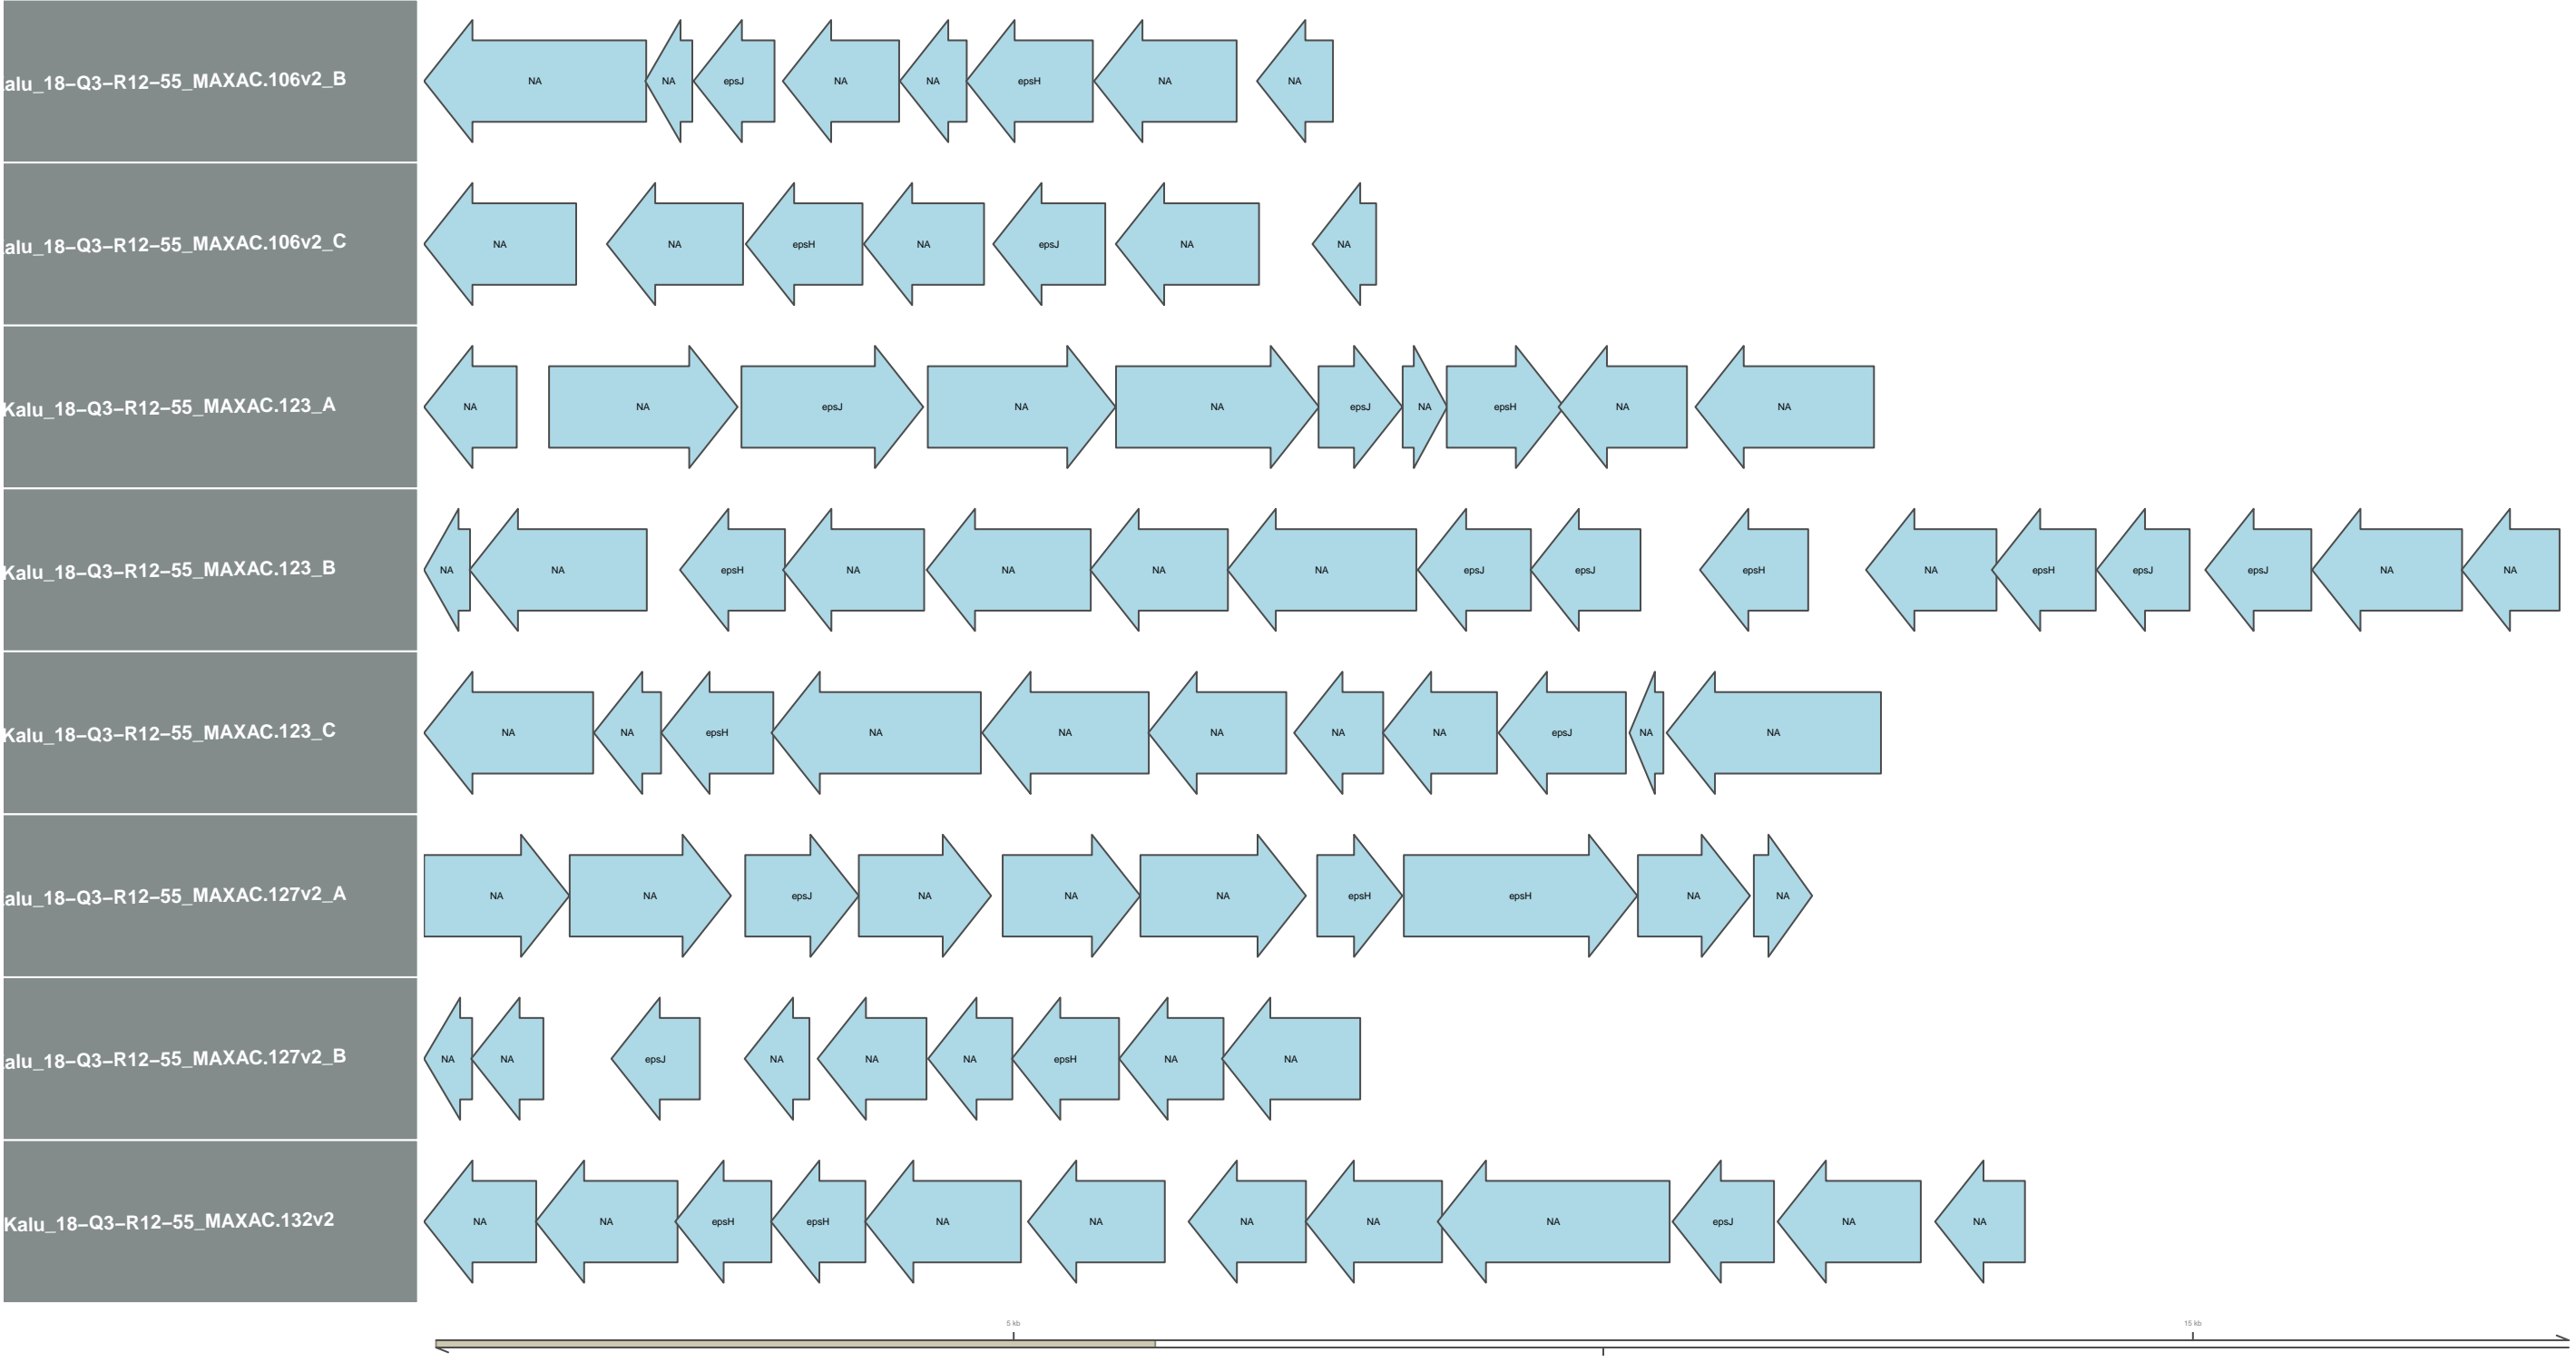 alu_18–Q3–R12–55_MAXAC.106v2_B
NA NA epsJ NA NA epsH NA NA
alu_18–Q3–R12–55_MAXAC.106v2_C
NA NA epsH NA epsJ NA NA
Kalu_18–Q3–R12–55_MAXAC.123_A
NA NA epsJ NA NA epsJ NA epsH NA NA
Kalu_18–Q3–R12–55_MAXAC.123_B
NA NA epsH NA NA NA NA epsJ epsJ epsH NA epsH epsJ epsJ NA NA
Kalu_18–Q3–R12–55_MAXAC.123_C
NA NA epsH NA NA NA NA NA epsJ NA NA
alu_18–Q3–R12–55_MAXAC.127v2_A
NA NA epsJ NA NA NA epsH epsH NA NA
alu_18–Q3–R12–55_MAXAC.127v2_B
NA NA epsJ NA NA NA epsH NA NA
Kalu_18–Q3–R12–55_MAXAC.132v2
NA NA epsH epsH NA NA NA NA NA epsJ NA NA
5 kb 15 kb